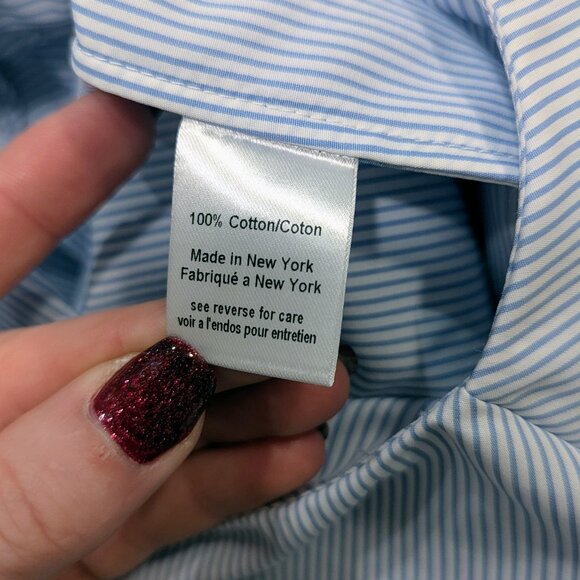 100% Cotton/Coton
Made in New York
Fabriqué a New York
see reverse for care
voir a l'endos pour entretien